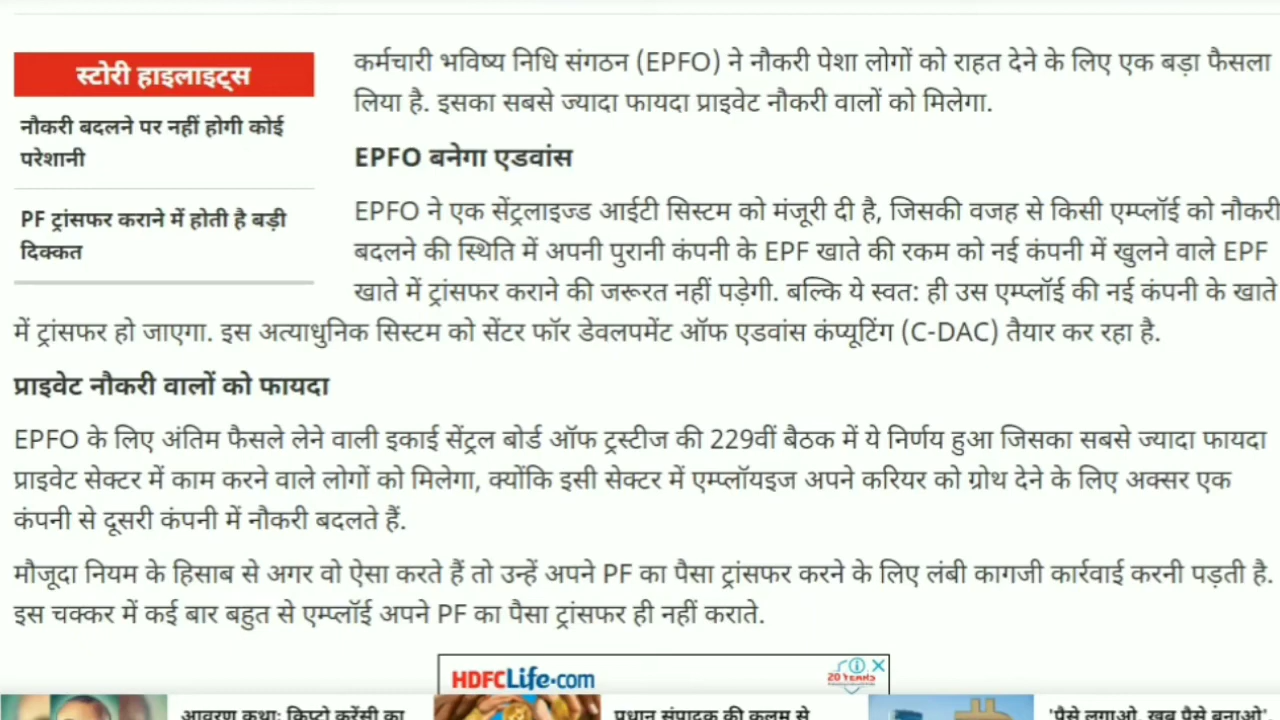 स्टोरी हाइलाइट्स
नौकरी बदलने पर नहीं होगी कोई
परेशानी
PF ट्रांसफर कराने में होती है बड़ी
दिक्कत
कर्मचारी भविष्य निधि संगठन (EPFO) ने नौकरी पेशा लोगों को राहत देने के लिए एक बड़ा फैसला
लिया है. इसका सबसे ज्यादा फायदा प्राइवेट नौकरी वालों को मिलेगा.
EPFO बनेगा एडवांस
EPFO ने एक सेंट्रलाइज्ड आईटी सिस्टम को मंजूरी दी है, जिसकी वजह से किसी एम्प्लॉई को नौकरी
बदलने की स्थिति में अपनी पुरानी कंपनी के EPF खाते की रकम को नई कंपनी में खुलने वाले EPF
खाते में ट्रांसफर कराने की जरूरत नहीं पड़ेगी. बल्कि ये स्वत: ही उस एम्प्लॉई की नई कंपनी के खाते
में ट्रांसफर हो जाएगा. इस अत्याधुनिक सिस्टम को सेंटर फॉर डेवलपमेंट ऑफ एडवांस कंप्यूटिंग (C-DAC) तैयार कर रहा है.
प्राइवेट नौकरी वालों को फायदा
EPFO के लिए अंतिम फैसले लेने वाली इकाई सेंट्रल बोर्ड ऑफ ट्रस्टीज की 229वीं बैठक में ये निर्णय हुआ जिसका सबसे ज्यादा फायदा
प्राइवेट सेक्टर में काम करने वाले लोगों को मिलेगा, क्योंकि इसी सेक्टर में एम्प्लॉयइज अपने करियर को ग्रोथ देने के लिए अक्सर एक
कंपनी से दूसरी कंपनी में नौकरी बदलते हैं.
मौजूदा नियम के हिसाब से अगर वो ऐसा करते हैं तो उन्हें अपने PF का पैसा ट्रांसफर करने के लिए लंबी कागजी कार्रवाई करनी पड़ती है.
इस चक्कर में कई बार बहुत से एम्प्लॉई अपने PF का पैसा ट्रांसफर ही नहीं कराते.
HDFCLife.com
20 YEARS
आवरण कथा: क्रिप्टो करेंसी का
प्रधान संपादक की कलम से
'पैसे लगाओ, खूब पैसे बनाओ'